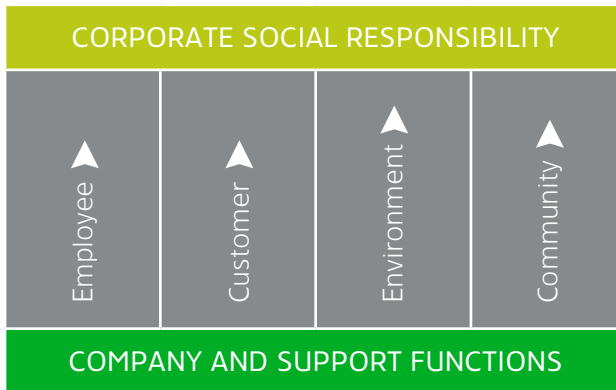 CORPORATE SOCIAL RESPONSIBILITY
Employee
Customer
Environment
Community
COMPANY AND SUPPORT FUNCTIONS